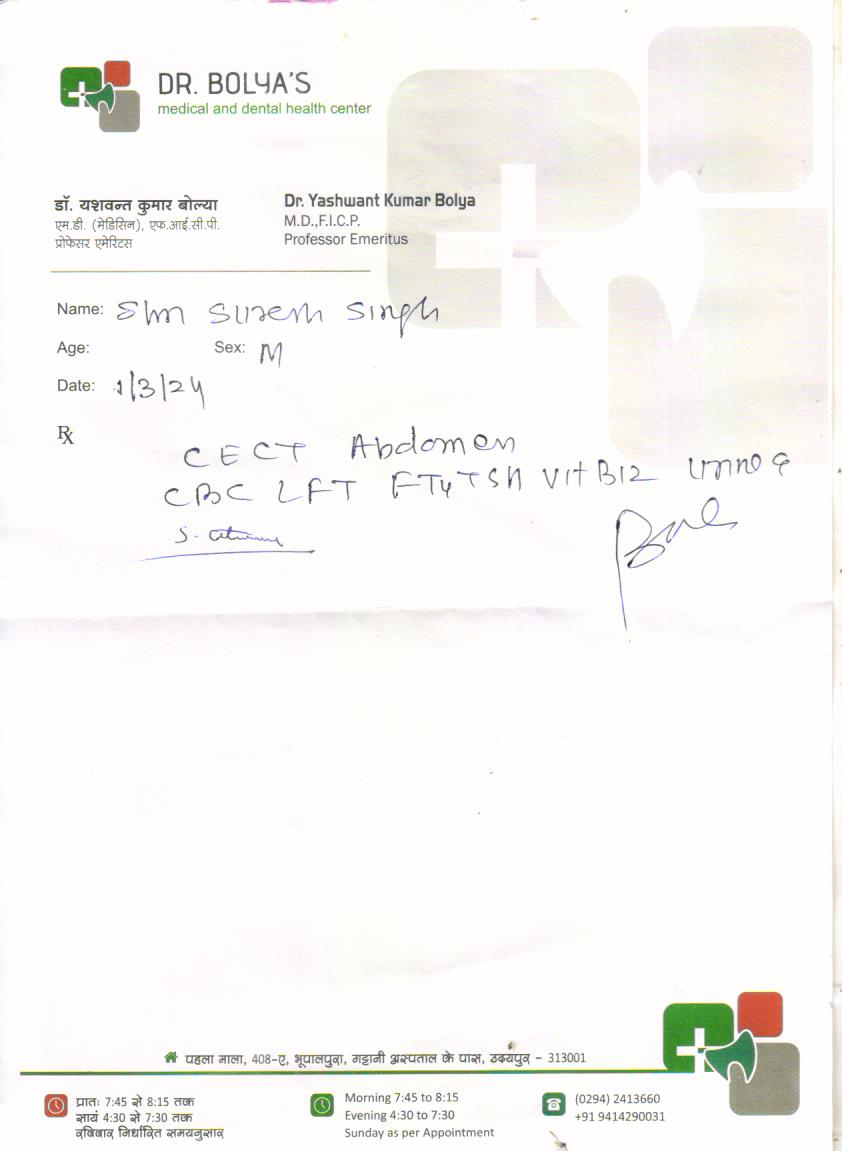 DR. BOLYA'S
medical and dental health center
डॉ. यशवन्त कुमार बोल्या
एम.डी. (मेडिसिन), एफ.आई.सी.पी.
प्रोफेसर एमेरिटस
Dr. Yashwant Kumar Bolya
M.D.,F.I.C.P.
Professor Emeritus
Name: Shri Suresh Singh
Age: Sex: M
Date: 1/3/24
Rx
CECT Abdomen
CBC LFT FT4 TSH Vit B12 Urine
S.
पहला माला, 408-ए, भूपालपुरा, गट्टानी अस्पताल के पास, उदयपुर - 313001
प्रातः 7:45 से 8:15 तक
सायं 4:30 से 7:30 तक
रविवार निर्धारित समयनुसार
Morning 7:45 to 8:15
Evening 4:30 to 7:30
Sunday as per Appointment
(0294) 2413660
+91 9414290031